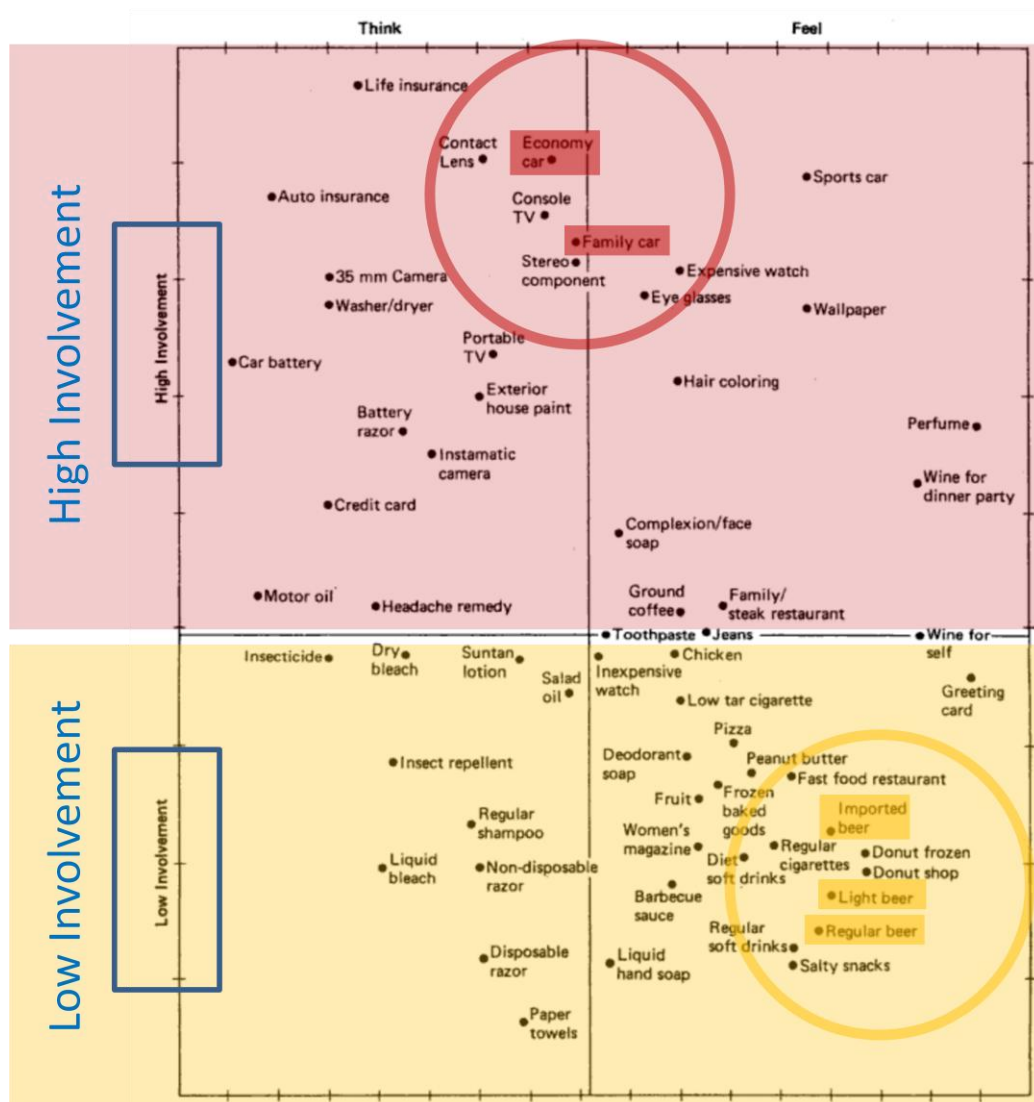 Think
Feel
High Involvement
High Involvement
Life insurance
Contact
Lens
Economy
car
Sports car
Auto insurance
Console
TV
Family car
Stereo
component
35 mm Camera
Expensive watch
Eye glasses
Washer/dryer
Wallpaper
Portable
TV
Car battery
Hair coloring
Exterior
house paint
Battery
razor
Perfume
Instamatic
camera
Wine for
dinner party
Credit card
Complexion/face
soap
Motor oil
Headache remedy
Ground
coffee
Family/
steak restaurant
Toothpaste
Jeans
Wine for
self
Low Involvement
Low Involvement
Insecticide
Dry
bleach
Suntan
lotion
Salad
oil
Inexpensive
watch
Chicken
Greeting
card
Low tar cigarette
Pizza
Deodorant
soap
Peanut butter
Insect repellent
Fast food restaurant
Fruit
Frozen
baked
goods
Imported
beer
Regular
shampoo
Women's
magazine
Diet
soft drinks
Regular
cigarettes
Donut frozen
Donut shop
Liquid
bleach
Non-disposable
razor
Barbecue
sauce
Light beer
Regular
soft drinks
Regular beer
Disposable
razor
Liquid
hand soap
Salty snacks
Paper
towels